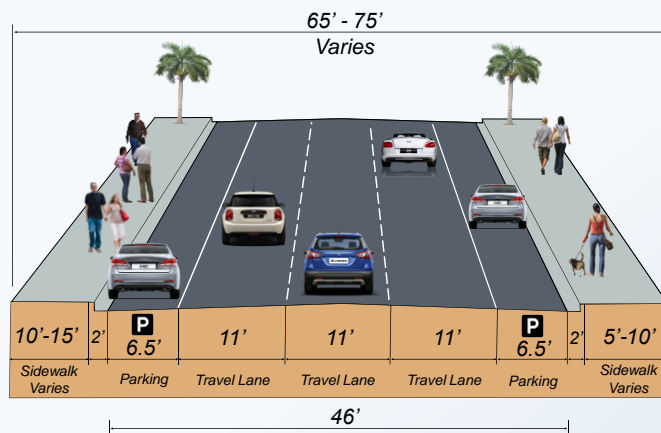 65' - 75'
Varies
10'-15'
2'
P
6.5'
11'
11'
11'
P
6.5'
2'
5'-10'
Sidewalk
Varies
Parking
Travel Lane
Travel Lane
Travel Lane
Parking
Sidewalk
Varies
46'